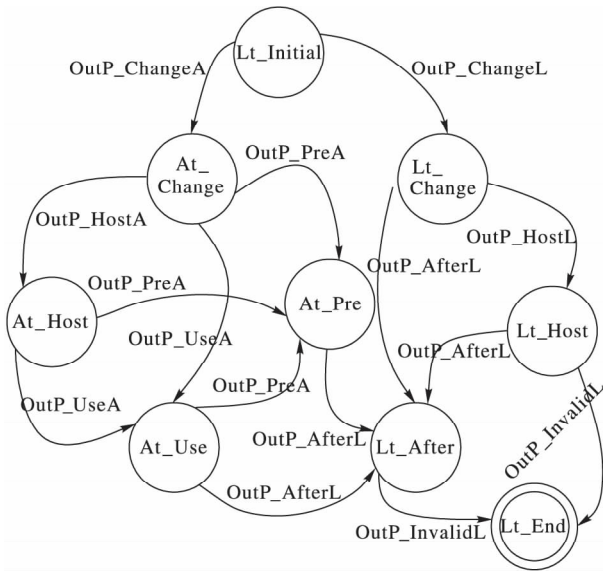 Lt_Initial
OutP_ChangeA
OutP_ChangeL
At_
Change
OutP_PreA
Lt_
Change
OutP_HostA
OutP_HostL
OutP_AfterL
OutP_PreA
At_Host
At_Pre
Lt_Host
OutP_UseA
OutP_AfterL
OutP_PreA
OutP_UseA
At_Use
OutP_AfterL
Lt_After
OutP_InvalidL
OutP_AfterL
OutP_InvalidL
Lt_End